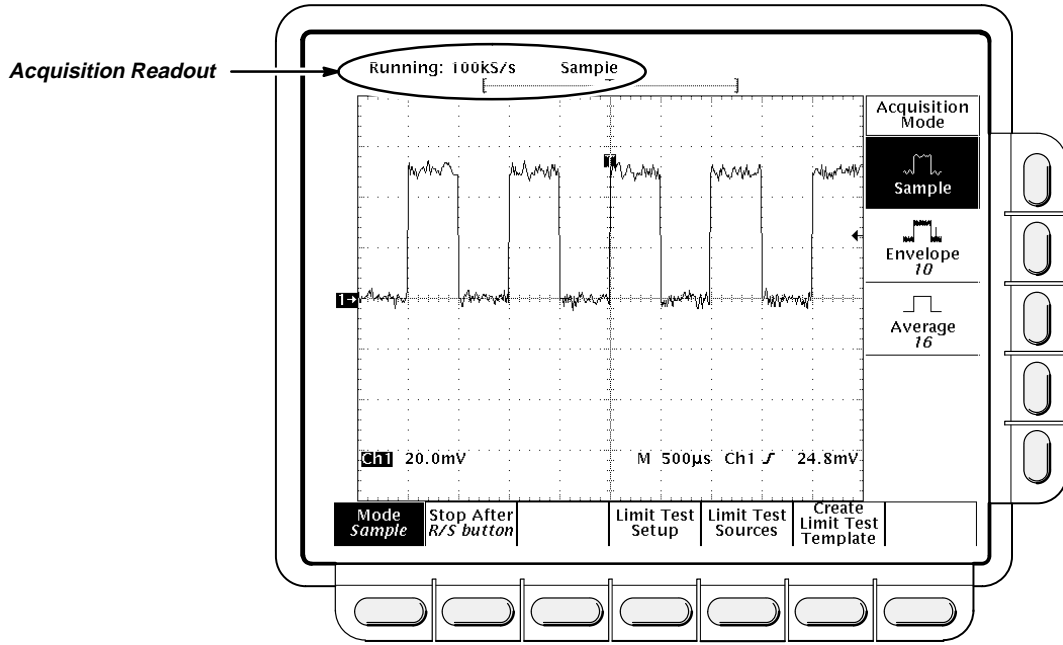 Acquisition Readout
Running: 100kS/s Sample
Acquisition
Mode
Sample
Envelope
10
Average
16
1→
Ch1 20.0mV M 500µs Ch1 24.8mV
Mode
Sample
Stop After
R/S button
Limit Test
Setup
Limit Test
Sources
Create
Limit Test
Template